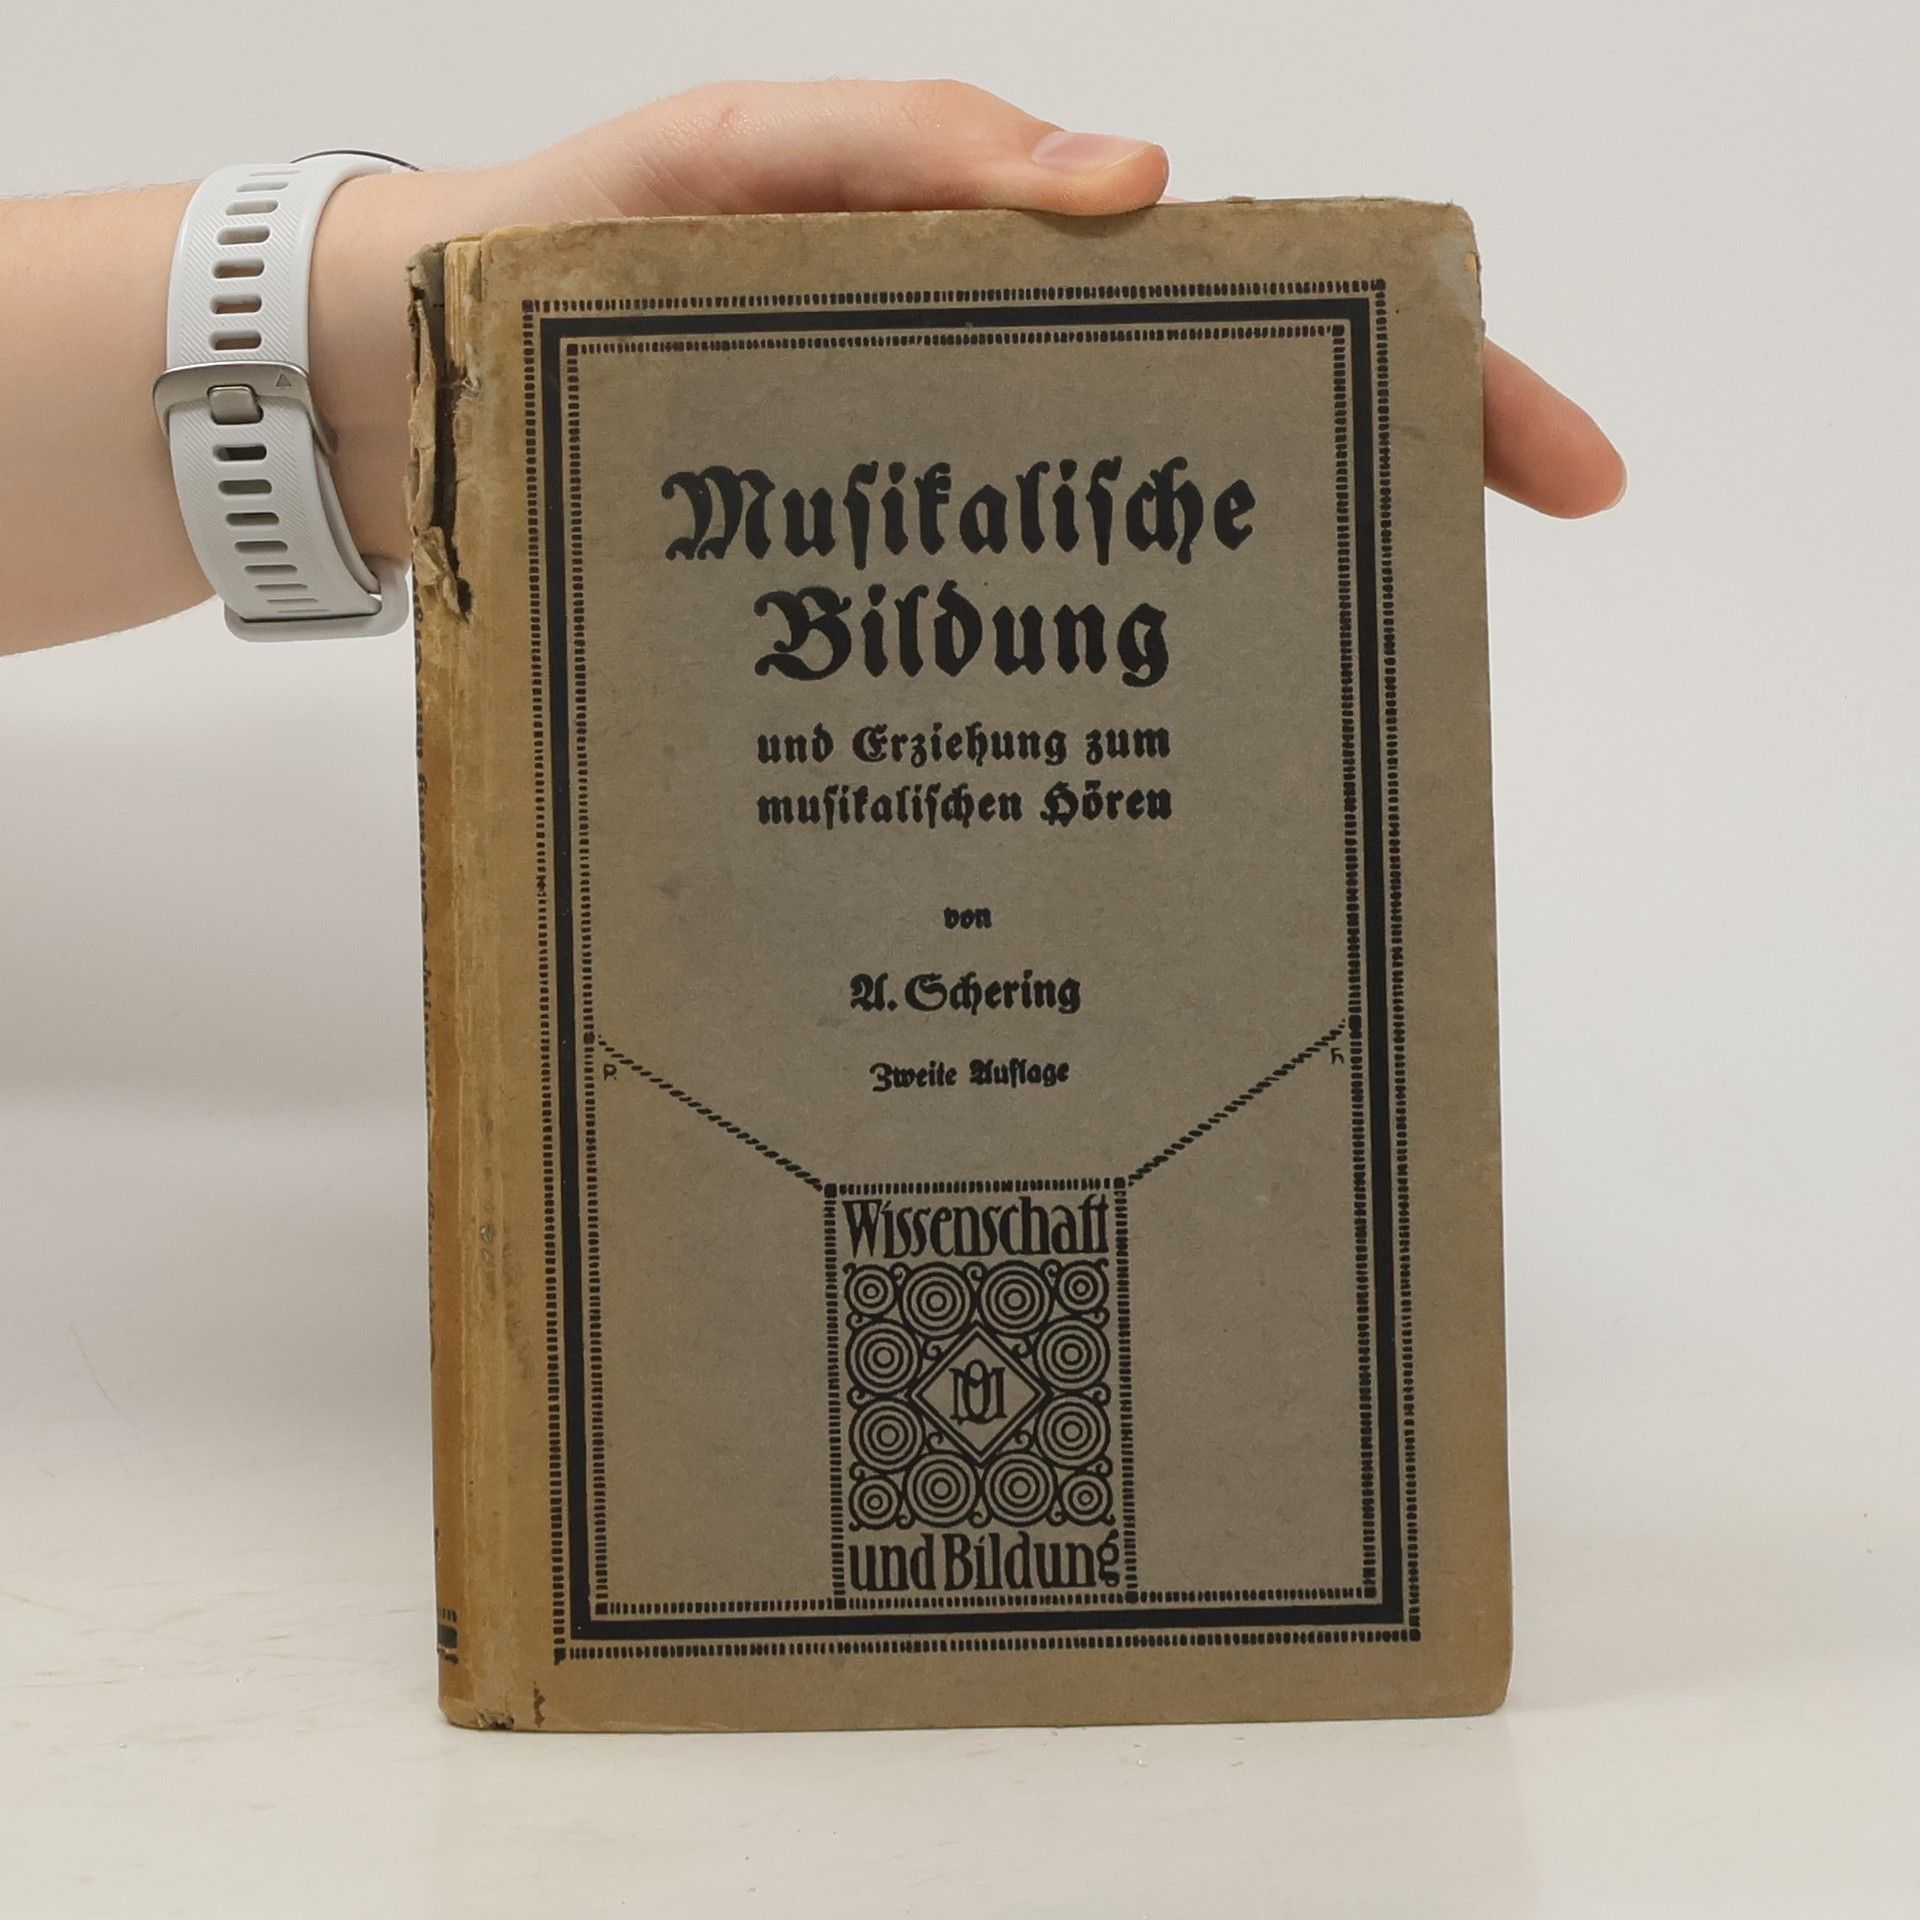 Musikalische
Bildung
und Erziehung zum
musikalischen Hören
von
A. Schering
Zweite Auflage
Wissenschaft
und Bildung